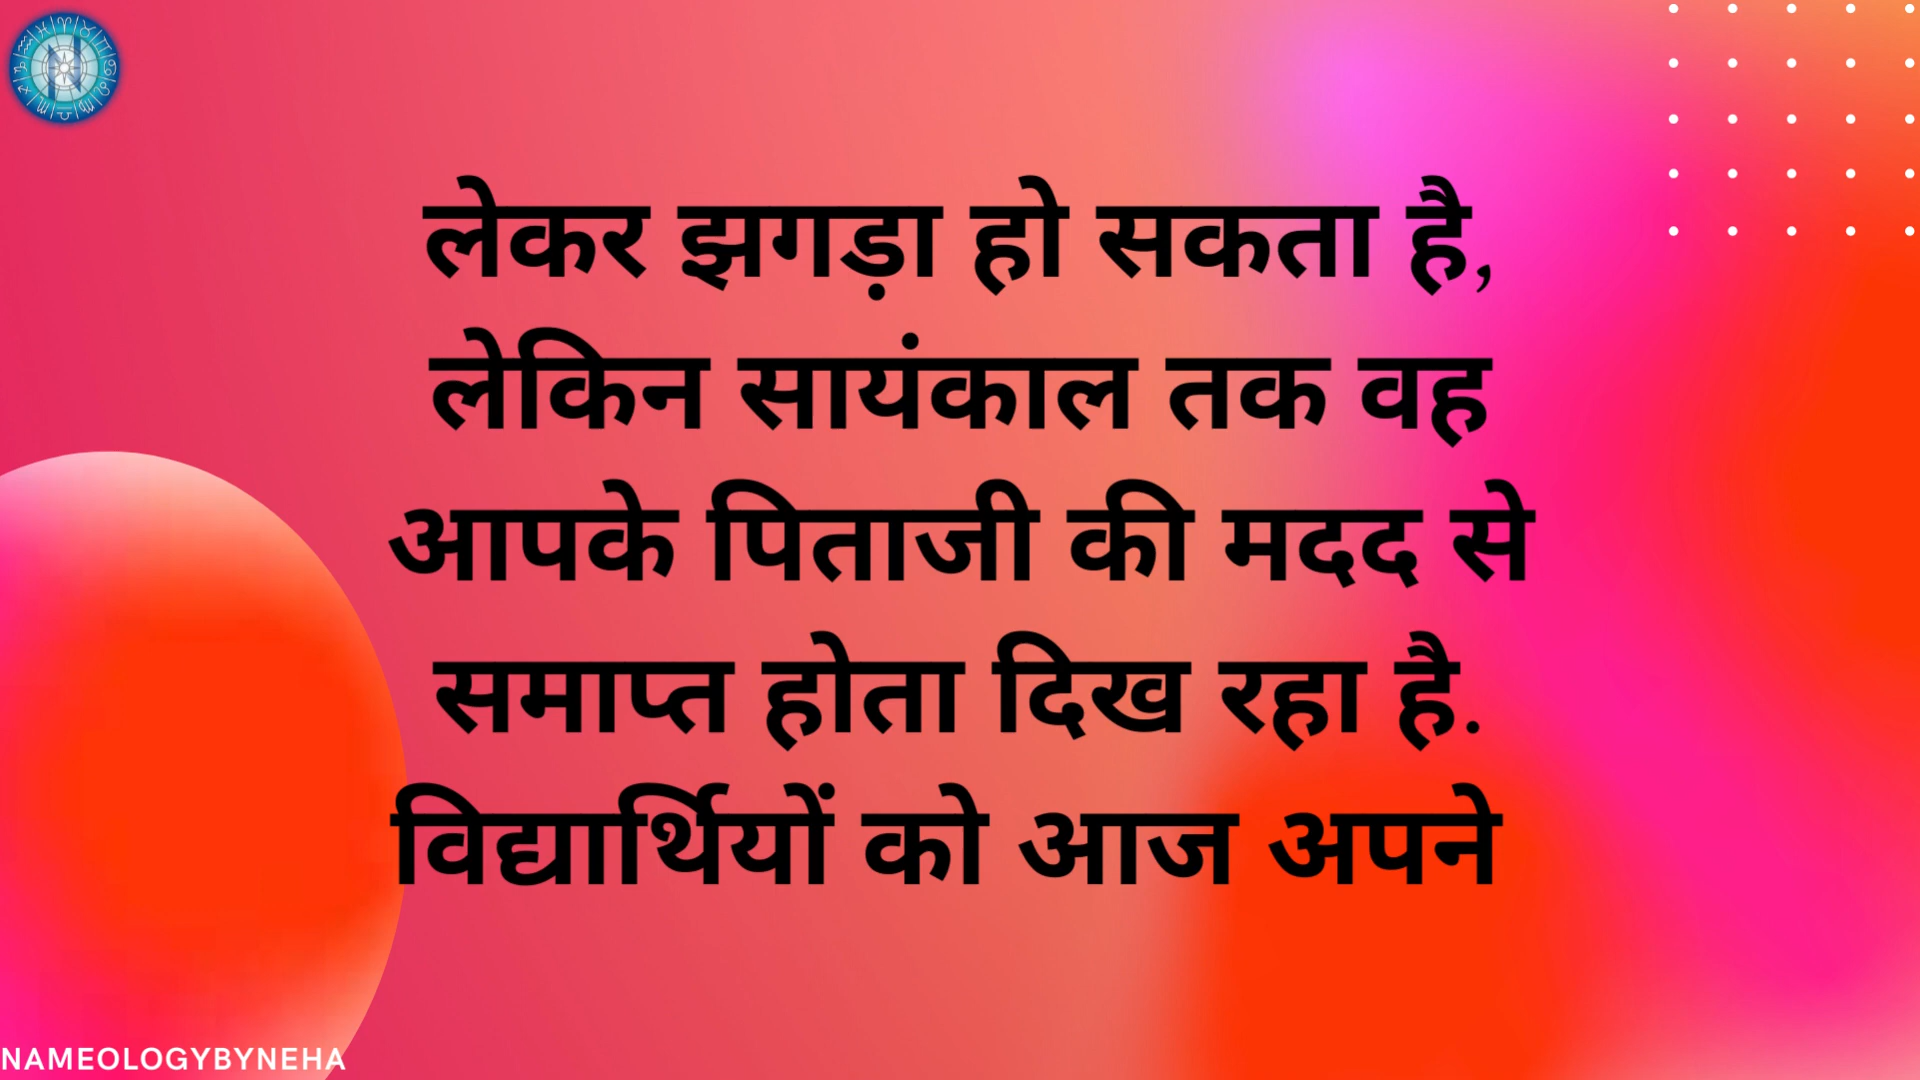 लेकर झगड़ा हो सकता है,
लेकिन सायंकाल तक वह
आपके पिताजी की मदद से
समाप्त होता दिख रहा है.
विद्यार्थियों को आज अपने
NAMEOLOGYBYNEHA